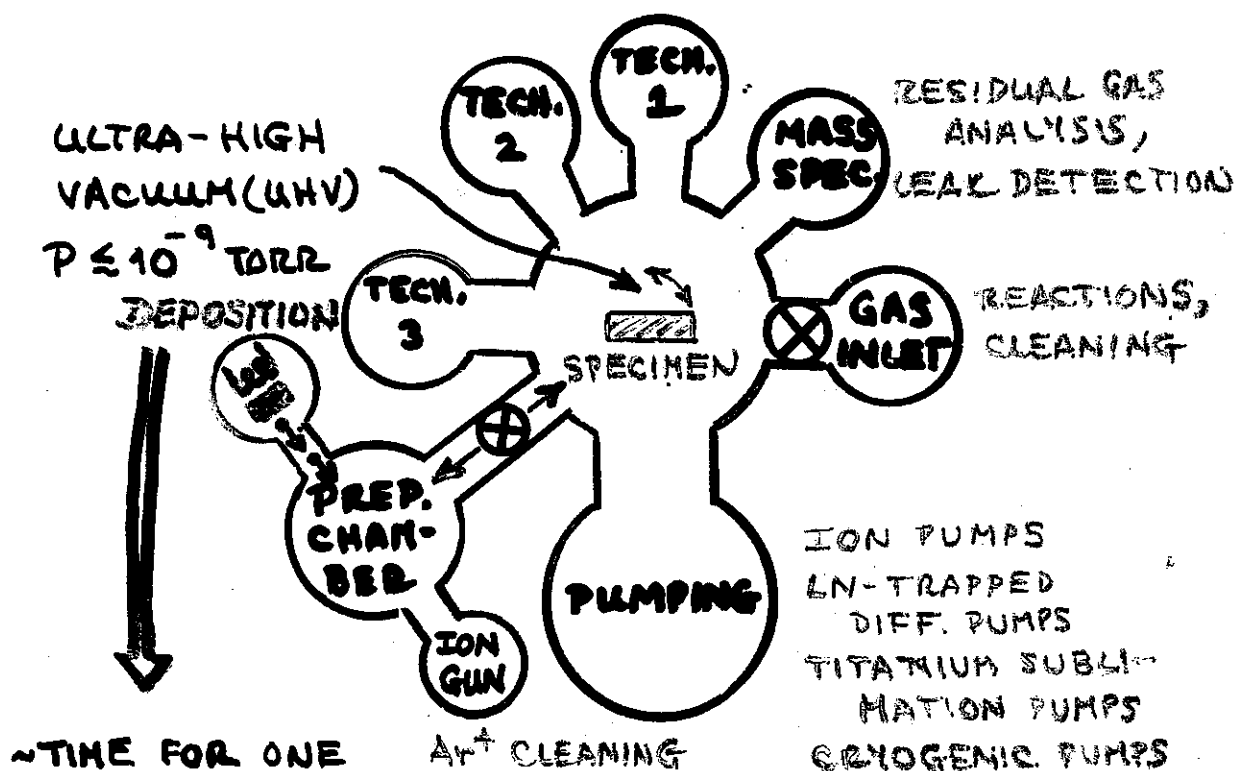 TECH.
1
TECH.
2
MASS
SPEC.
RESIDUAL GAS
ANALYSIS,
LEAK DETECTION
ULTRA-HIGH
VACUUM (UHV)
P ≤ 10⁻⁹ TORR
DEPOSITION
TECH.
3
SPECIMEN
GAS
INLET
REACTIONS,
CLEANING
PREP.
CHAM-
BER
ION
GUN
PUMPING
ION PUMPS
LN-TRAPPED
DIFF. PUMPS
TITANIUM SUBLI-
MATION PUMPS
CRYOGENIC PUMPS
~TIME FOR ONE
Ar⁺ CLEANING